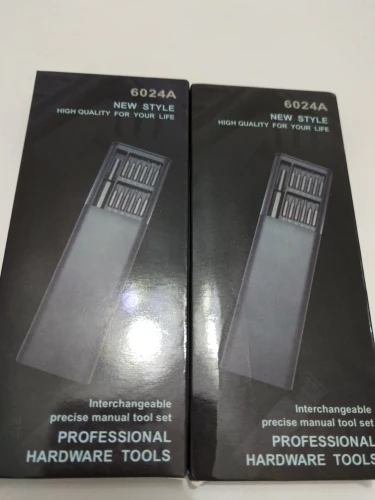 6024A
NEW STYLE
HIGH QUALITY FOR YOUR LIFE
Interchangeable
precise manual tool set
PROFESSIONAL
HARDWARE TOOLS
6024A
NEW STYLE
HIGH QUALITY FOR YOUR LIFE
Interchangeable
precise manual tool set
PROFESSIONAL
HARDWARE TOOLS